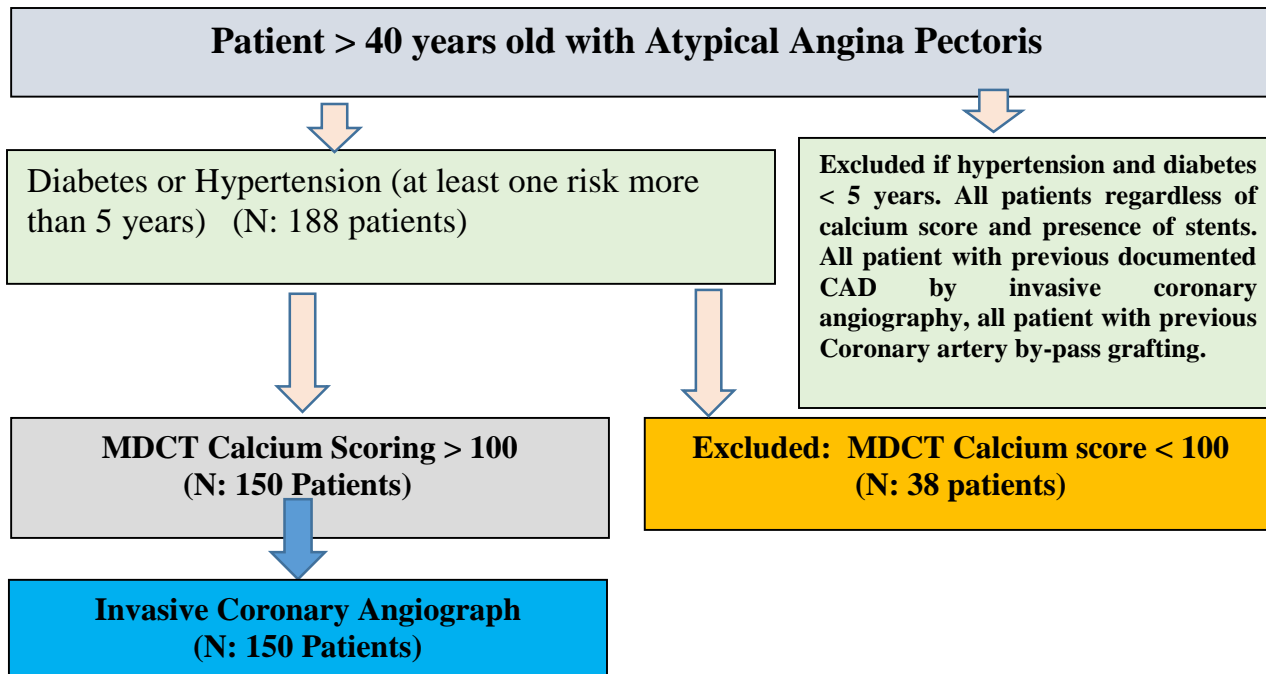 Patient > 40 years old with Atypical Angina Pectoris
Diabetes or Hypertension (at least one risk more
than 5 years) (N: 188 patients)
Excluded if hypertension and diabetes
< 5 years. All patients regardless of
calcium score and presence of stents.
All patient with previous documented
CAD by invasive coronary
angiography, all patient with previous
Coronary artery by-pass grafting.
MDCT Calcium Scoring > 100
(N: 150 Patients)
Excluded: MDCT Calcium score < 100
(N: 38 patients)
Invasive Coronary Angiograph
(N: 150 Patients)